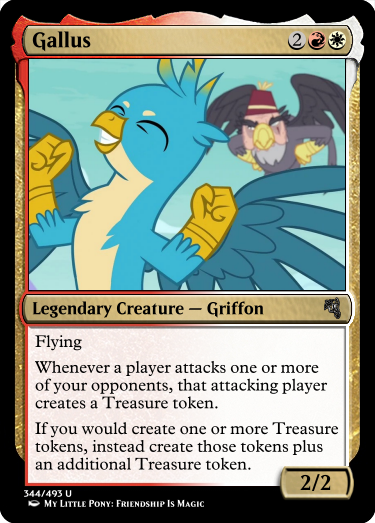 Gallus 2
Legendary Creature — Griffon
Flying
Whenever a player attacks one or more
of your opponents, that attacking player
creates a Treasure token.
If you would create one or more Treasure
tokens, instead create those tokens plus
an additional Treasure token.
2/2
344/493 U
My Little Pony: Friendship Is Magic